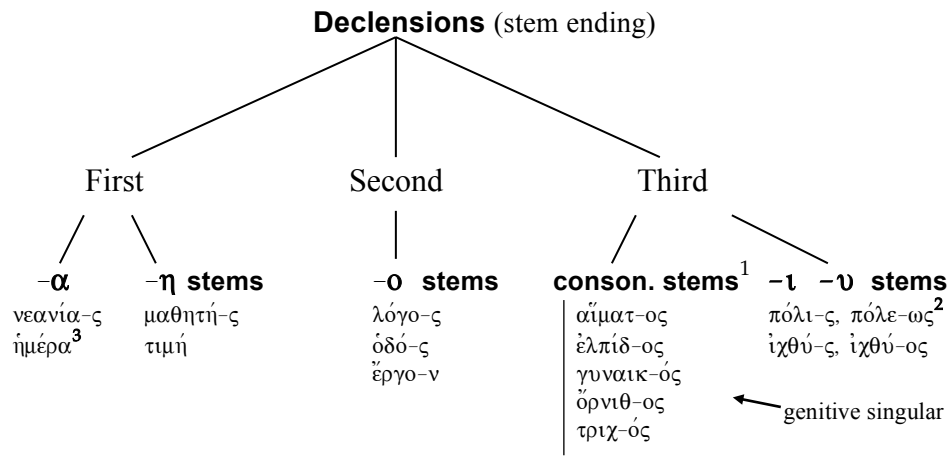 Declensions (stem ending)
First Second Third
-α -η stems -ο stems conson. stems1 -ι -υ stems
νεανία-ς μαθητή-ς λόγο-ς αἵματ-ος πόλι-ς, πόλε-ως2
ἡμέρα3 τιμή ὁδό-ς ἐλπίδ-ος ἰχθύ-ς, ἰχθύ-ος
ἔργο-ν γυναικ-ός
ὄρνιθ-ος genitive singular
τριχ-ός